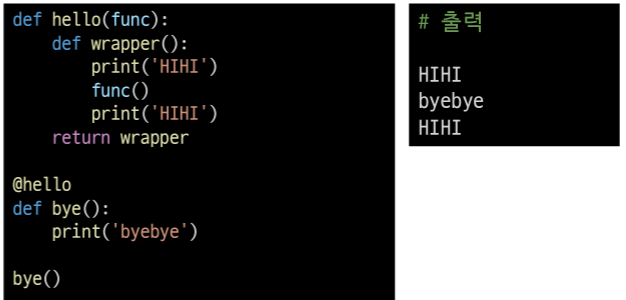 def hello(func):
    def wrapper():
        print('HIHI')
        func()
        print('HIHI')
    return wrapper

@hello
def bye():
    print('byebye')

bye()

# 출력

HIHI
byebye
HIHI